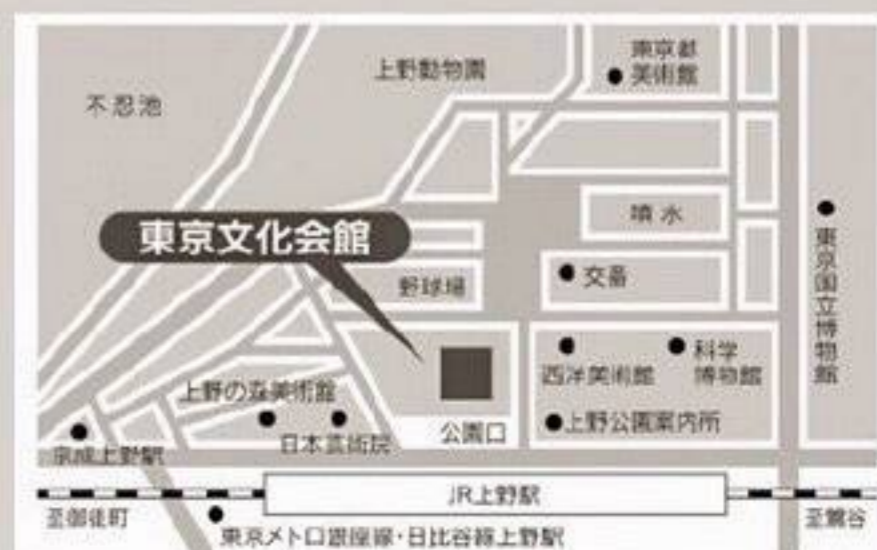 東京都
美術館
上野動物園
不忍池
噴水
東京文化会館
交番
野球場
東京国立博物館
科学
博物館
西洋美術館
上野の森美術館
上野公園案内所
公園口
日本芸術院
京成上野駅
JR上野駅
至御徒町
至鶯谷
東京メトロ銀座線・日比谷線上野駅